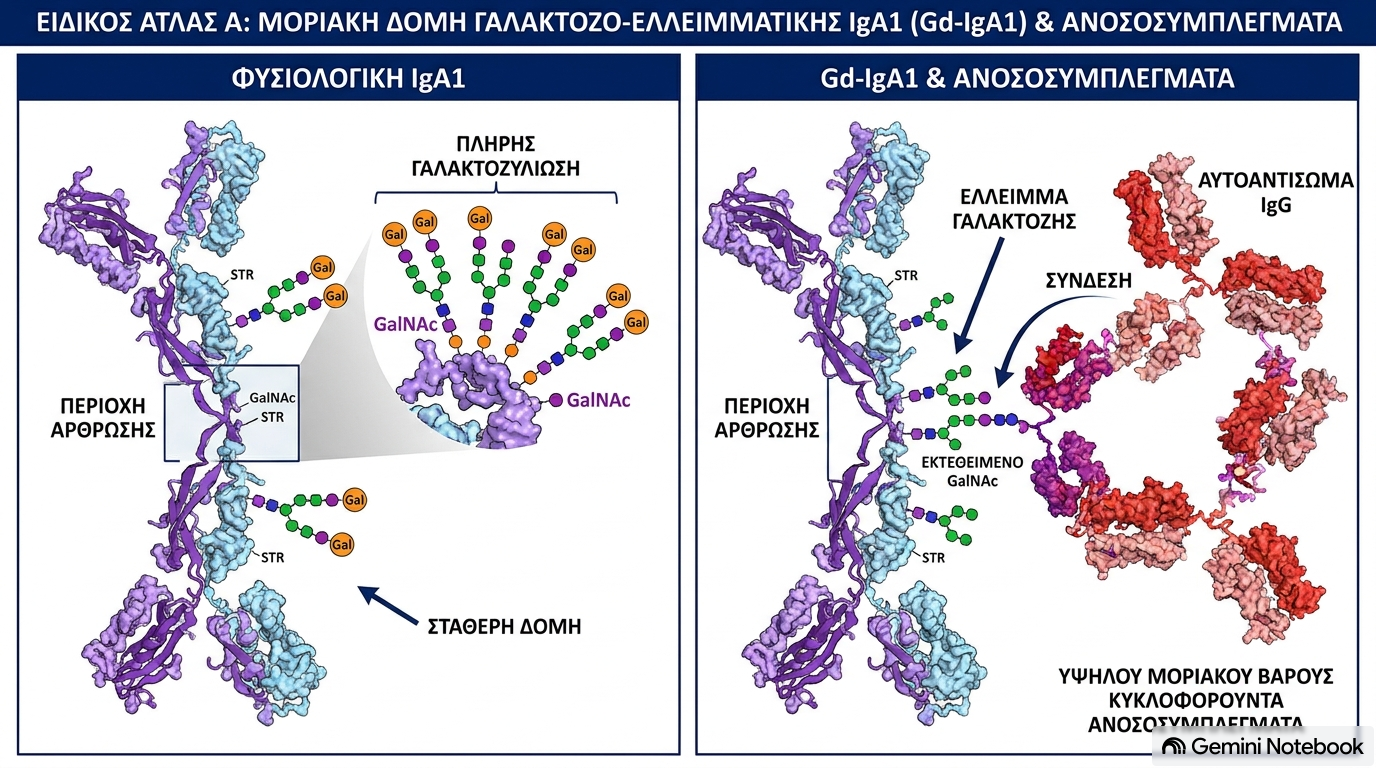 ΕΙΔΙΚΟΣ ΑΤΛΑΣ Α: ΜΟΡΙΑΚΗ ΔΟΜΗ ΓΑΛΑΚΤΟΖΟ-ΕΛΛΕΙΜΜΑΤΙΚΗΣ IgA1 (Gd-IgA1) & ΑΝΟΣΟΣΥΜΠΛΕΓΜΑΤΑ
ΦΥΣΙΟΛΟΓΙΚΗ IgA1
ΠΛΗΡΗΣ
ΓΑΛΑΚΤΟΖΥΛΙΩΣΗ
Gal
Gal
Gal
Gal
Gal
Gal
Gal
STR
Gal
Gal
GalNAc
GalNAc
GalNAc
STR
ΠΕΡΙΟΧΗ
ΑΡΘΡΩΣΗΣ
Gal
Gal
STR
ΣΤΑΘΕΡΗ ΔΟΜΗ
Gd-IgA1 & ΑΝΟΣΟΣΥΜΠΛΕΓΜΑΤΑ
ΑΥΤΟΑΝΤΙΣΩΜΑ
IgG
ΕΛΛΕΙΜΜΑ
ΓΑΛΑΚΤΟΖΗΣ
STR
ΣΥΝΔΕΣΗ
ΠΕΡΙΟΧΗ
ΑΡΘΡΩΣΗΣ
ΕΚΤΕΘΕΙΜΕΝΟ
GalNAc
STR
ΥΨΗΛΟΥ ΜΟΡΙΑΚΟΥ ΒΑΡΟΥΣ
ΚΥΚΛΟΦΟΡΟΥΝΤΑ
ΑΝΟΣΟΣΥΜΠΛΕΓΜΑΤΑ
Gemini Notebook